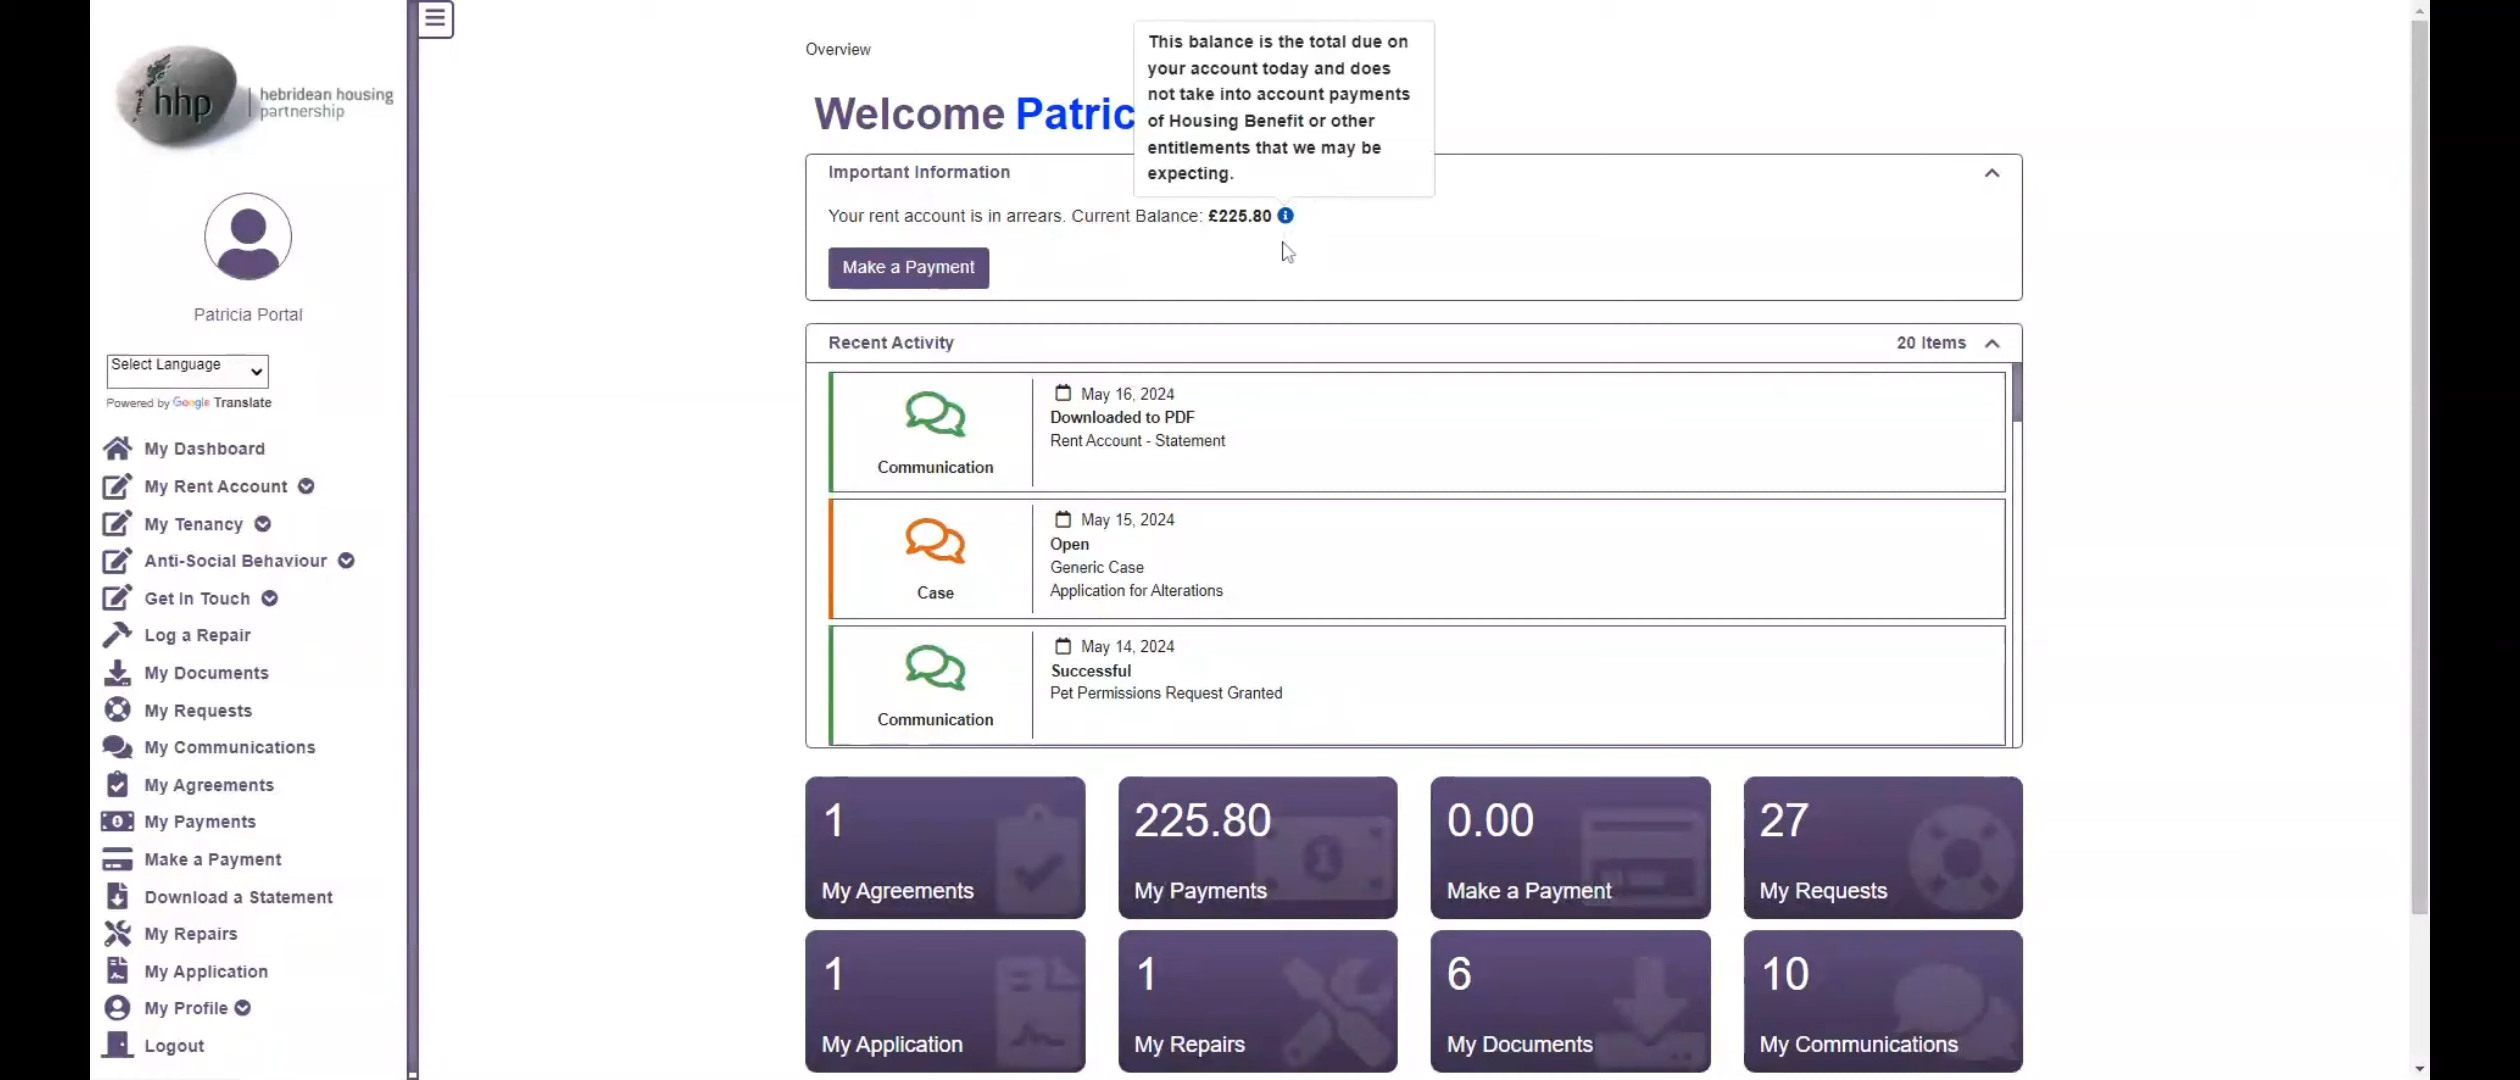 hhp
hebridean housing
partnership
Patricia Portal
Select Language
Powered by Google Translate
My Dashboard
My Rent Account
My Tenancy
Anti-Social Behaviour
Get In Touch
Log a Repair
My Documents
My Requests
My Communications
My Agreements
My Payments
Make a Payment
Download a Statement
My Repairs
My Application
My Profile
Logout
Overview
Welcome Patric
This balance is the total due on
your account today and does
not take into account payments
of Housing Benefit or other
entitlements that we may be
expecting.
Important Information
Your rent account is in arrears. Current Balance: £225.80
Make a Payment
Recent Activity
20 Items
Communication
May 16, 2024
Downloaded to PDF
Rent Account - Statement
Case
May 15, 2024
Open
Generic Case
Application for Alterations
Communication
May 14, 2024
Successful
Pet Permissions Request Granted
1
My Agreements
225.80
My Payments
0.00
Make a Payment
27
My Requests
1
My Application
1
My Repairs
6
My Documents
10
My Communications